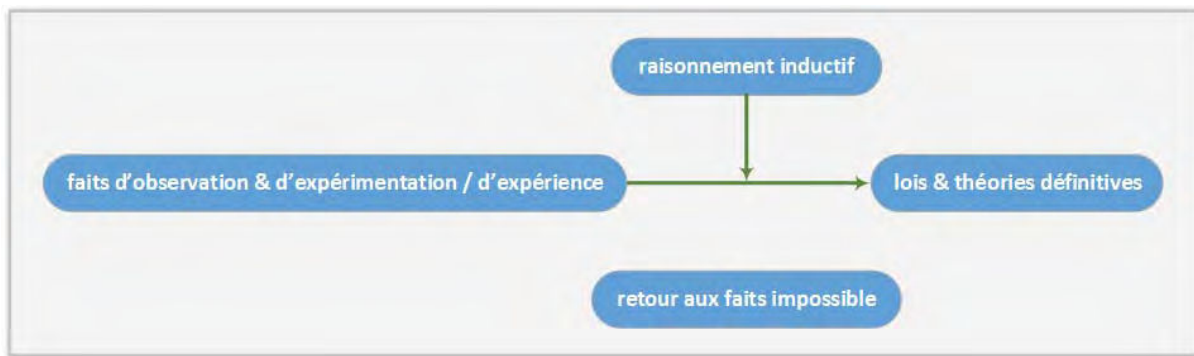 raisonnement inductif
faits d'observation & d'expérimentation / d'expérience
lois & théories définitives
retour aux faits impossible